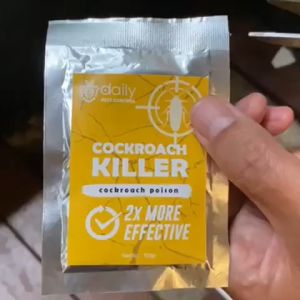 daily
PEST CONTROL
COCKROACH
KILLER
cockroach poison
2X MORE
EFFECTIVE